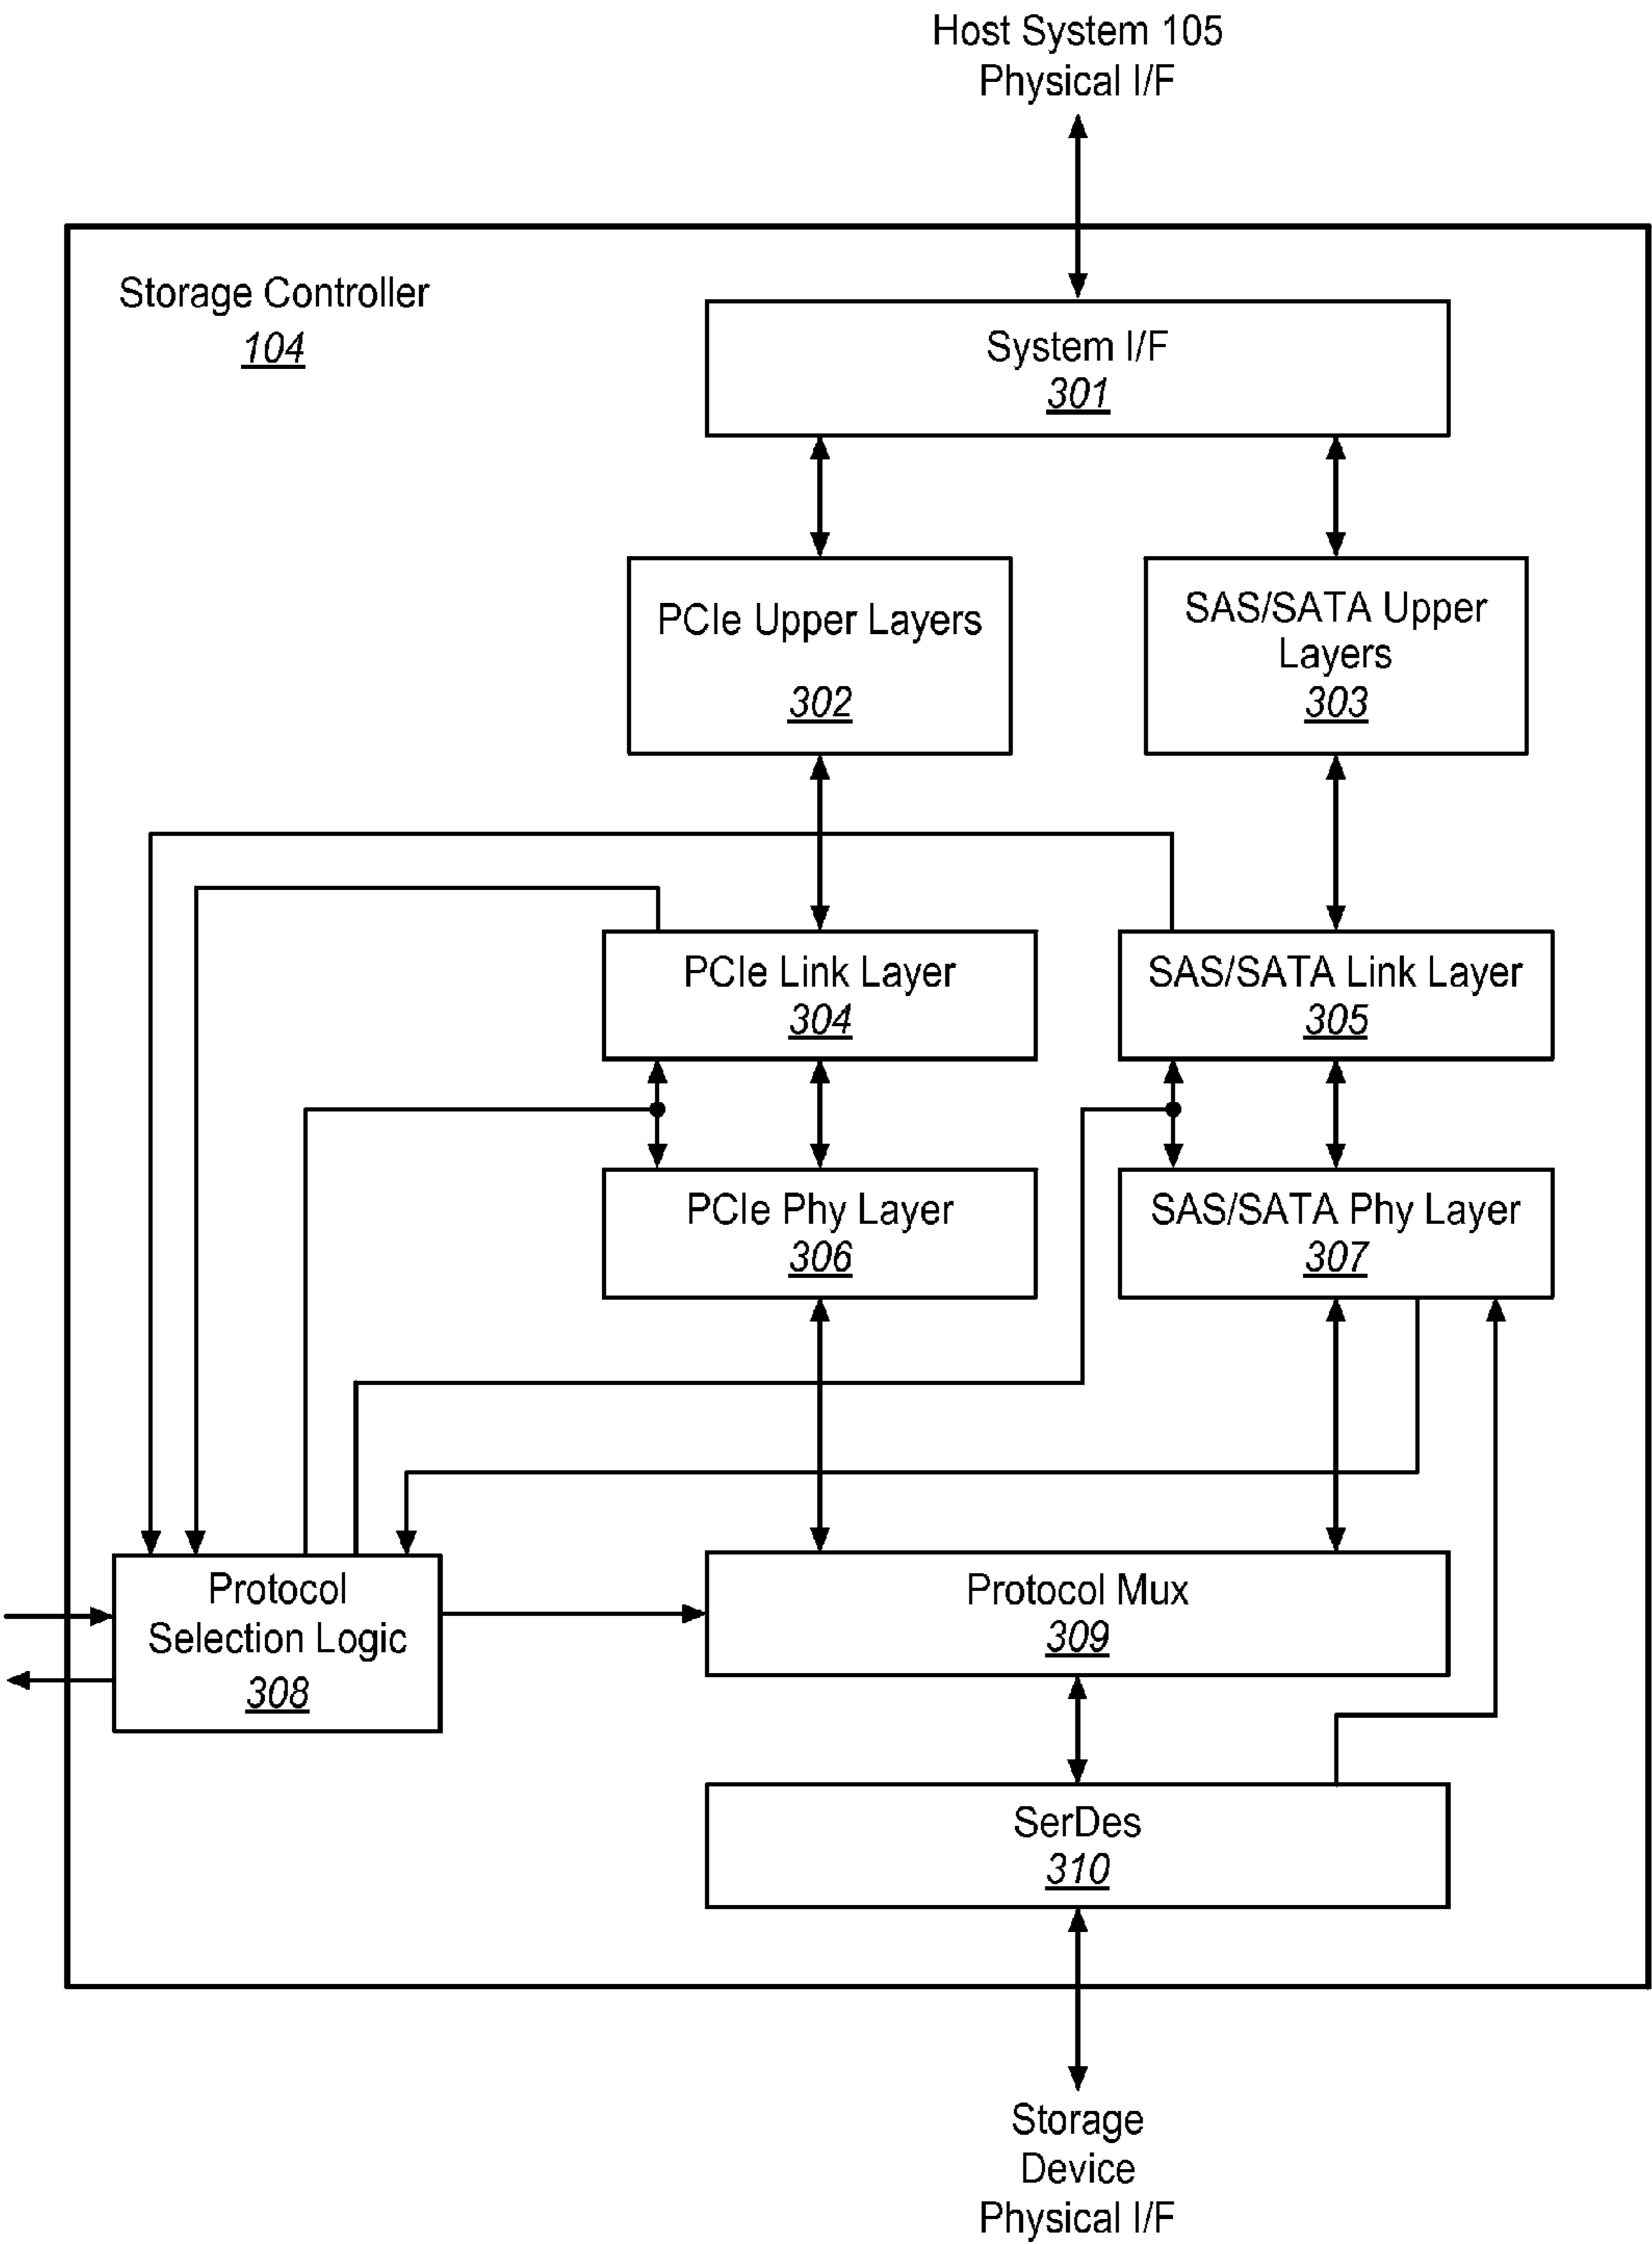 Host System 105
Physical I/F
Storage Controller
104
System I/F
301
PCIe Upper Layers
302
SAS/SATA Upper
Layers
303
PCIe Link Layer
304
SAS/SATA Link Layer
305
PCIe Phy Layer
306
SAS/SATA Phy Layer
307
Protocol
Selection Logic
308
Protocol Mux
309
SerDes
310
Storage
Device
Physical I/F